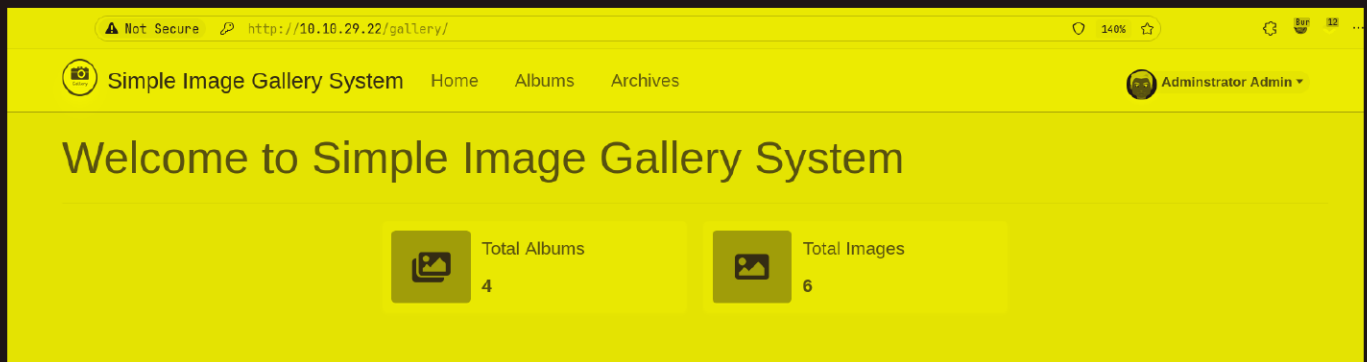 Not Secure http://10.10.29.22/gallery/ 140% 12
Simple Image Gallery System Home Albums Archives Adminstrator Admin
Welcome to Simple Image Gallery System
Total Albums Total Images
4 6